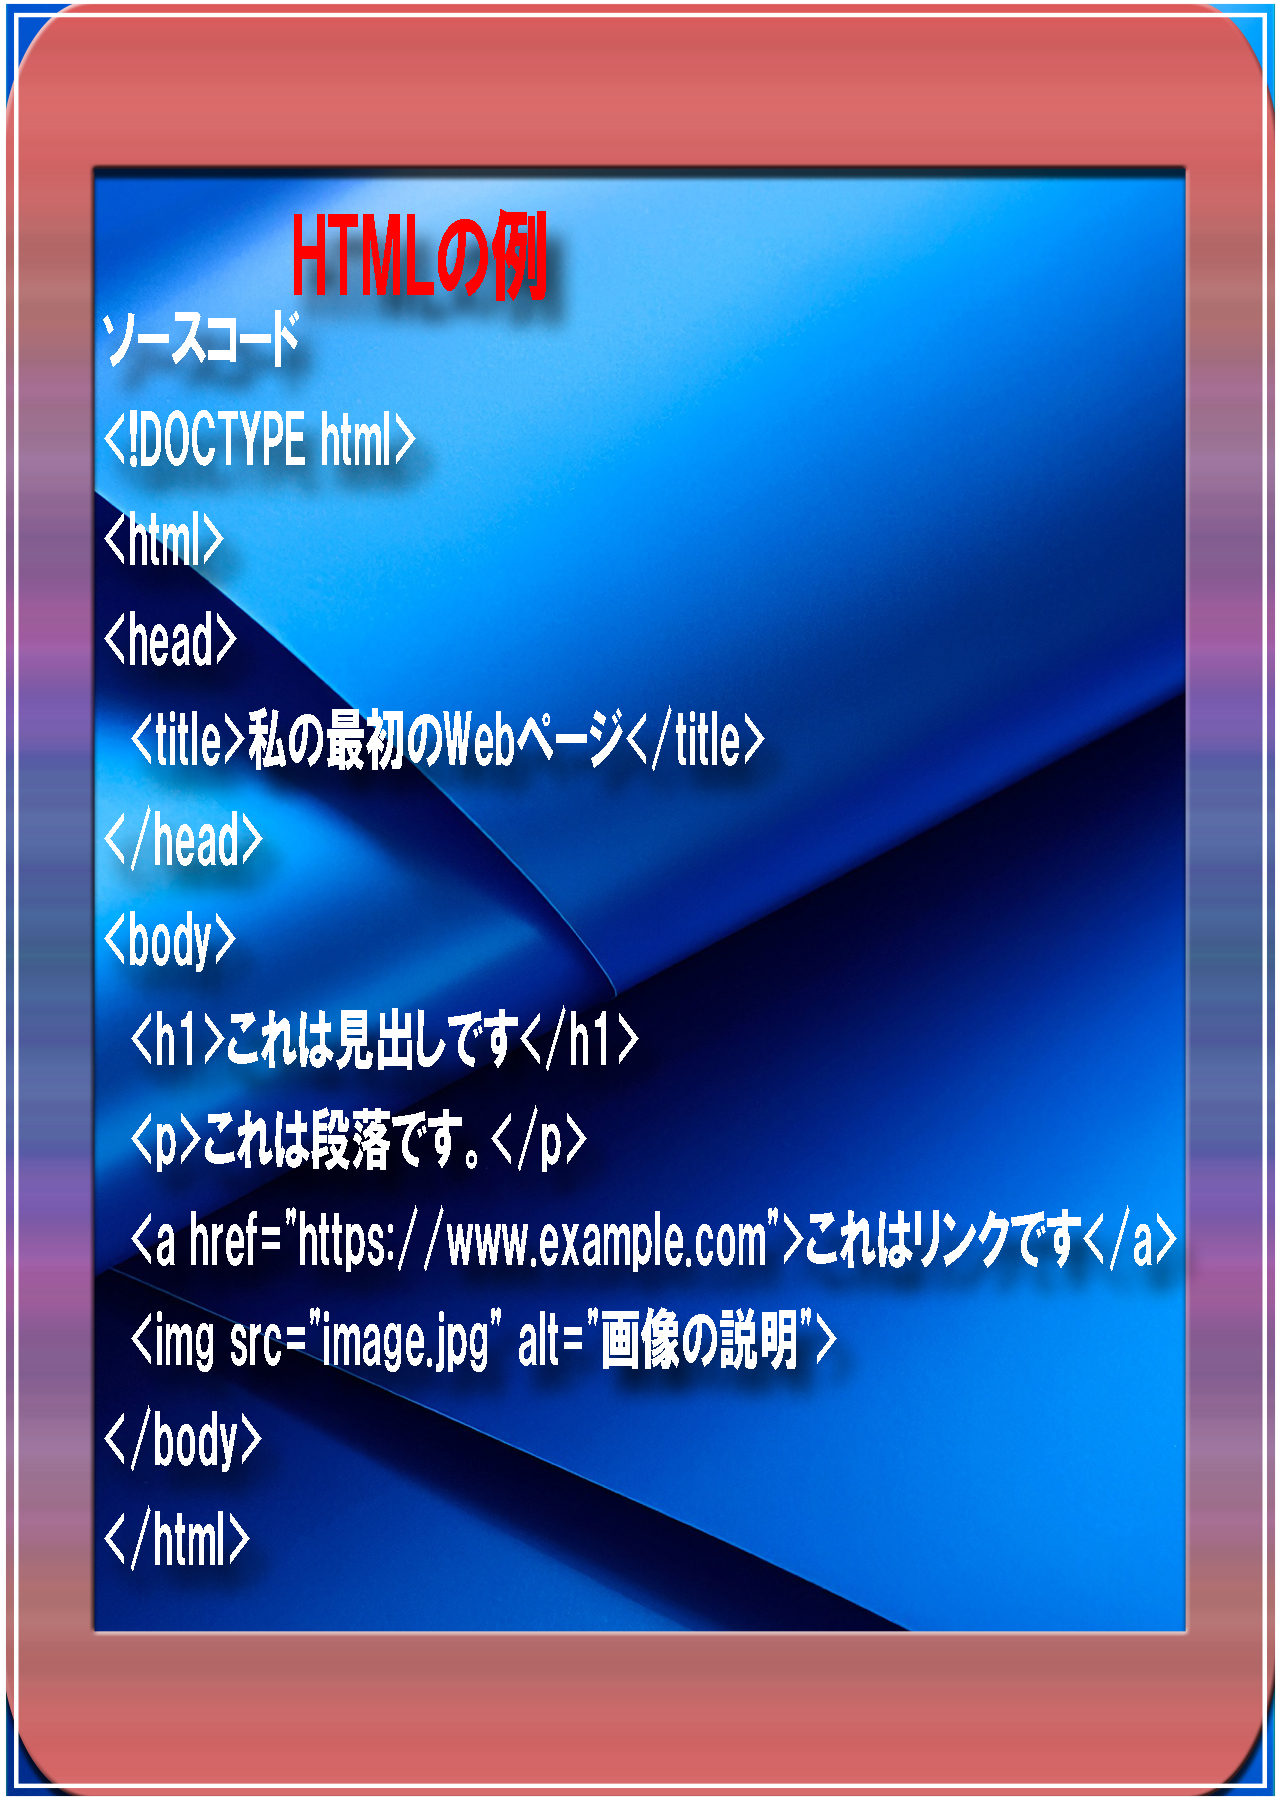 HTMLの例
ソースコード
<!DOCTYPE html>
<html>
<head>
<title>私の最初のWebページ</title>
</head>
<body>
<h1>これは見出しです</h1>
<p>これは段落です。</p>
<a href="https://www.example.com">これはリンクです</a>
<img src="image.jpg" alt="画像の説明">
</body>
</html>